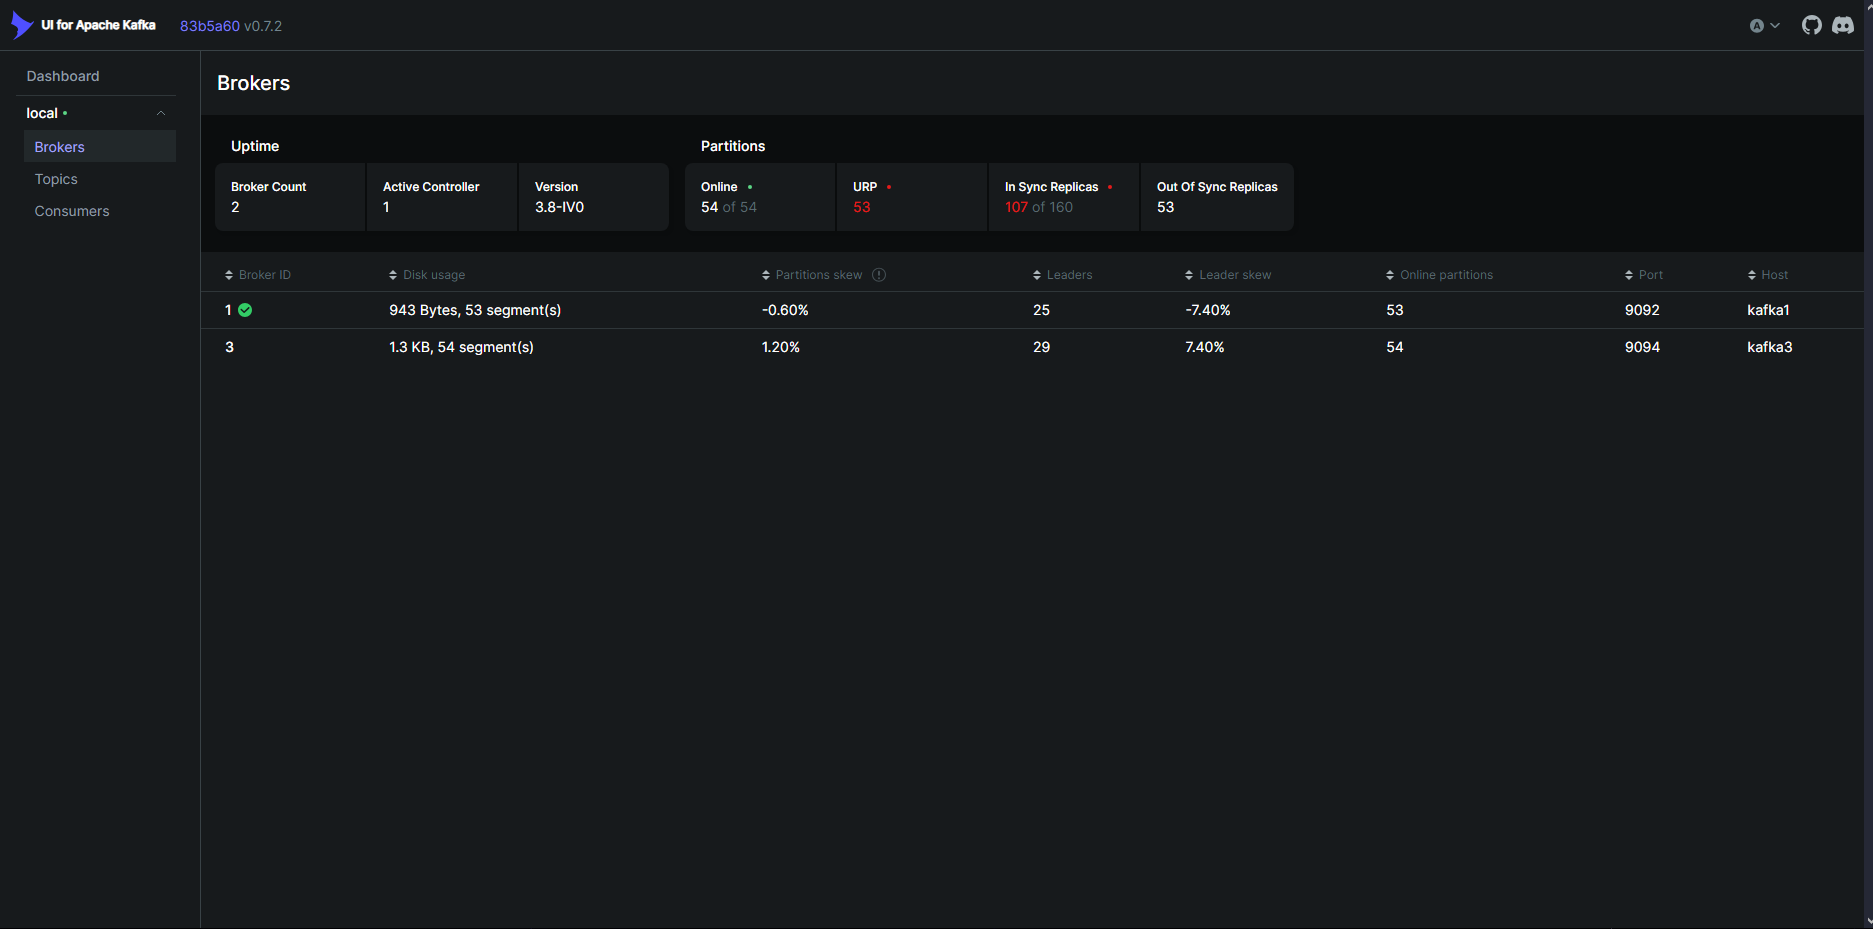 UI for Apache Kafka 83b5a60 v0.7.2 A
Dashboard
local
Brokers
Topics
Consumers
Brokers
Uptime
Broker Count
2
Active Controller
1
Version
3.8-IV0
Partitions
Online
54 of 54
URP
53
In Sync Replicas
107 of 160
Out Of Sync Replicas
53
Broker ID Disk usage Partitions skew Leaders Leader skew Online partitions Port Host
1 943 Bytes, 53 segment(s) -0.60% 25 -7.40% 53 9092 kafka1
3 1.3 KB, 54 segment(s) 1.20% 29 7.40% 54 9094 kafka3